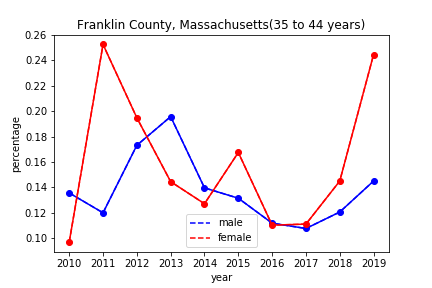 Franklin County, Massachusetts(35 to 44 years)
0.26
0.24
0.22
0.20
0.18
0.16
0.14
0.12
0.10
percentage
male
female
2010 2011 2012 2013 2014 2015 2016 2017 2018 2019
year